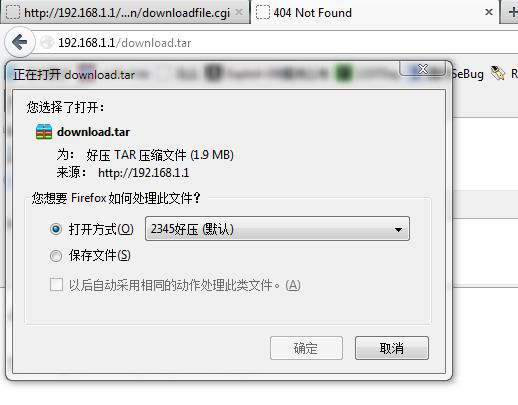 http://192.168.1.1/...n/downloadfile.cgi
404 Not Found
192.168.1.1/download.tar
正在打开 download.tar
SeBug
R
您选择了打开:
download.tar
为: 好压 TAR 压缩文件 (1.9 MB)
来源: http://192.168.1.1
您想要 Firefox 如何处理此文件?
打开方式(O)
2345好压 (默认)
保存文件(S)
以后自动采用相同的动作处理此类文件。(A)
确定
取消